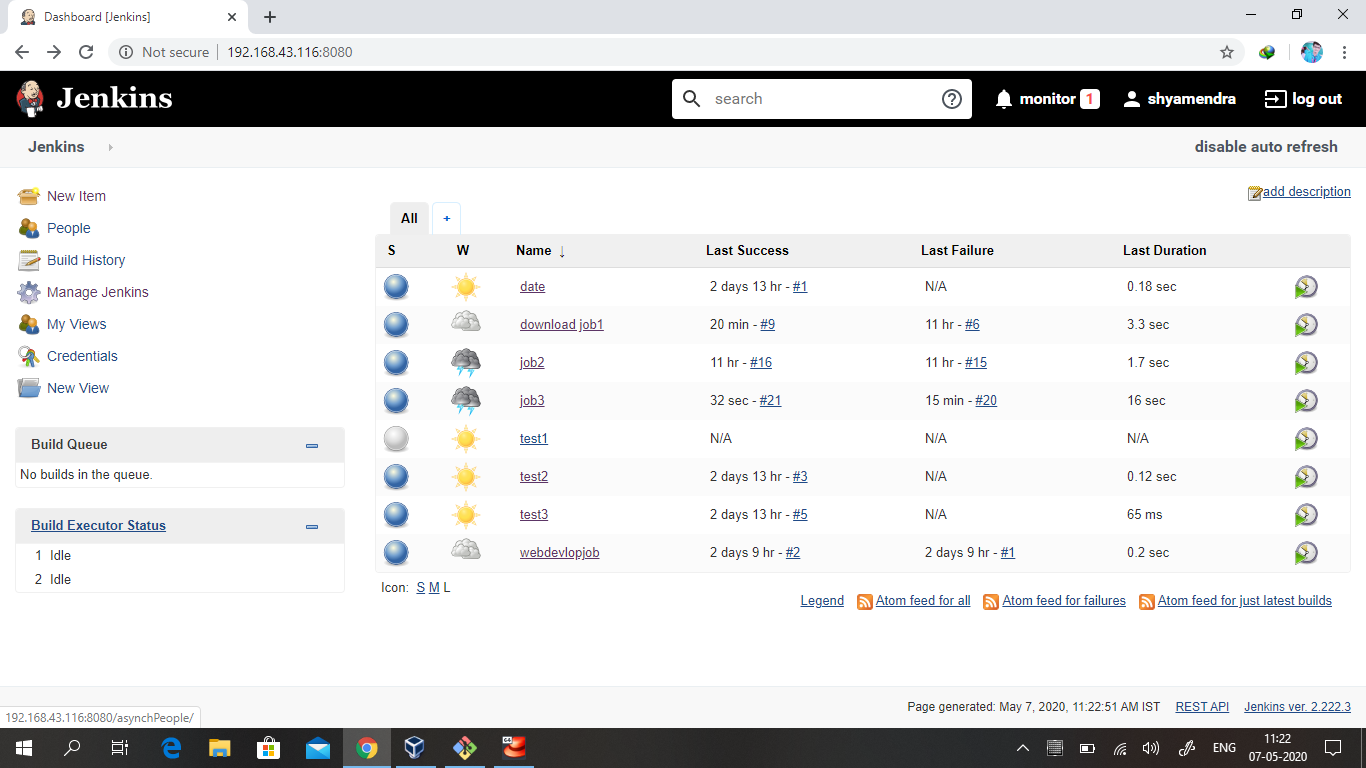 Dashboard [Jenkins]
Not secure 192.168.43.116:8080
Jenkins search monitor 1 shyamendra log out
Jenkins disable auto refresh
New Item
People
Build History
Manage Jenkins
My Views
Credentials
New View
Build Queue
No builds in the queue.
Build Executor Status
1 Idle
2 Idle
add description
All +
S W Name ↓ Last Success Last Failure Last Duration
date 2 days 13 hr - #1 N/A 0.18 sec
download job1 20 min - #9 11 hr - #6 3.3 sec
job2 11 hr - #16 11 hr - #15 1.7 sec
job3 32 sec - #21 15 min - #20 16 sec
test1 N/A N/A N/A
test2 2 days 13 hr - #3 N/A 0.12 sec
test3 2 days 13 hr - #5 N/A 65 ms
webdevlopjob 2 days 9 hr - #2 2 days 9 hr - #1 0.2 sec
Icon: S M L
Legend Atom feed for all Atom feed for failures Atom feed for just latest builds
Page generated: May 7, 2020, 11:22:51 AM IST REST API Jenkins ver. 2.222.3
192.168.43.116:8080/asynchPeople/
64
ENG
11:22
07-05-2020